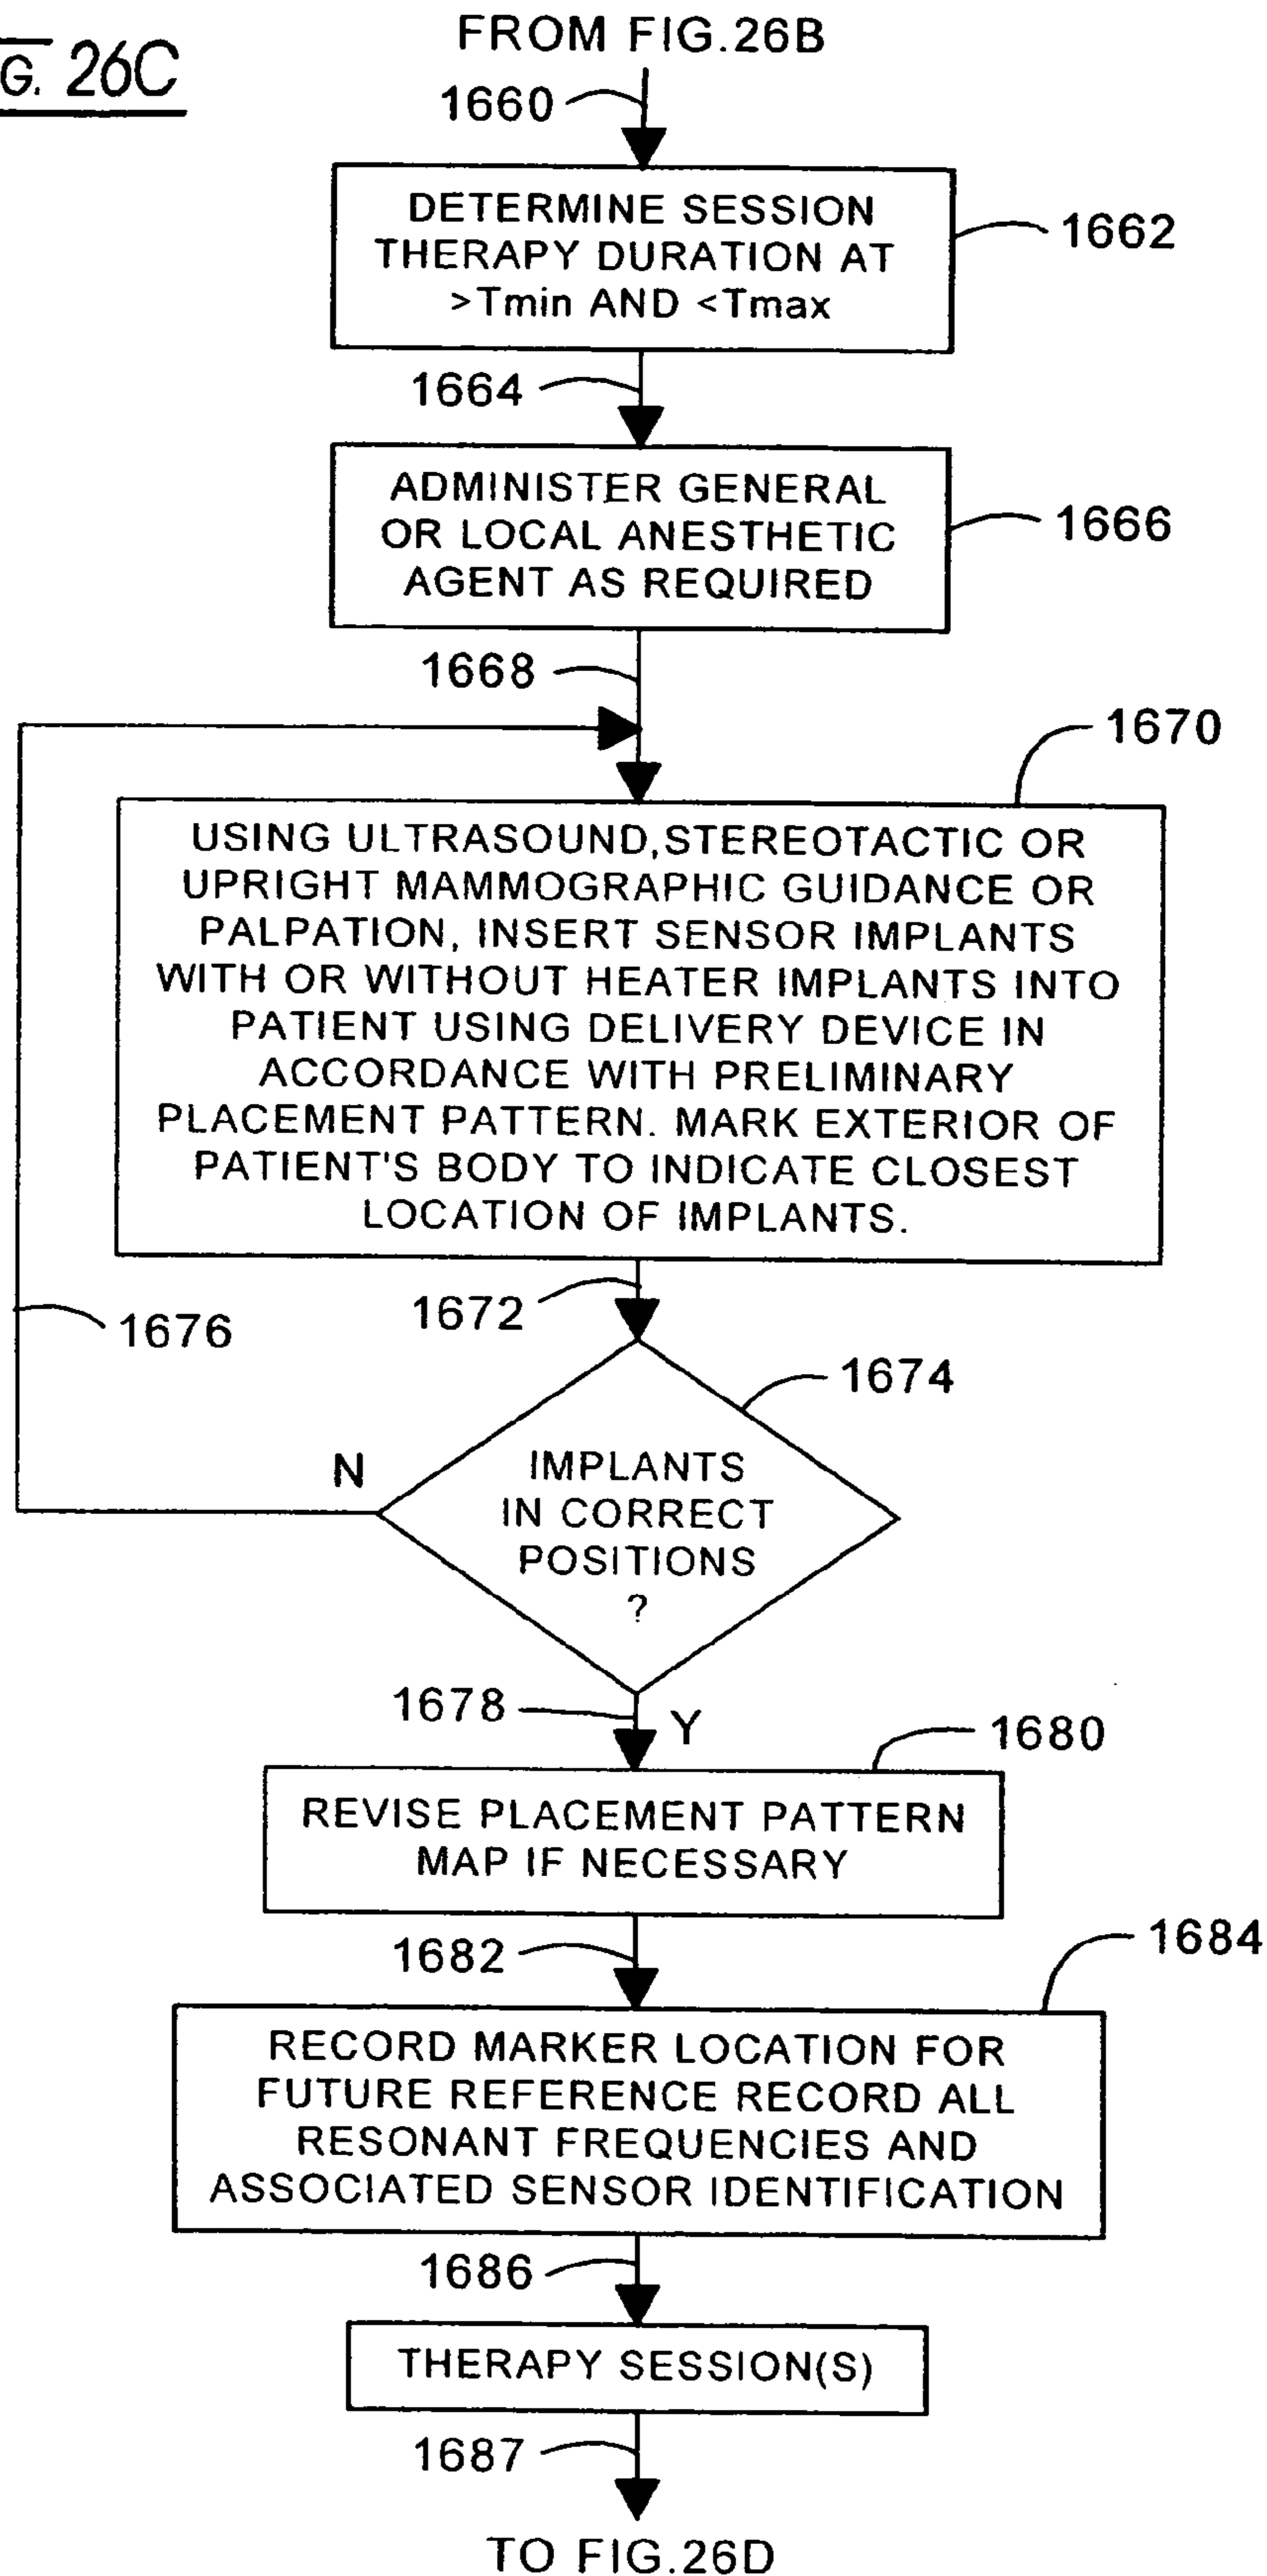 G. 26C
FROM FIG.26B
1660
DETERMINE SESSION
THERAPY DURATION AT
>Tmin AND <Tmax
1662
1664
ADMINISTER GENERAL
OR LOCAL ANESTHETIC
AGENT AS REQUIRED
1666
1668
1670
USING ULTRASOUND,STEREOTACTIC OR
UPRIGHT MAMMOGRAPHIC GUIDANCE OR
PALPATION, INSERT SENSOR IMPLANTS
WITH OR WITHOUT HEATER IMPLANTS INTO
PATIENT USING DELIVERY DEVICE IN
ACCORDANCE WITH PRELIMINARY
PLACEMENT PATTERN. MARK EXTERIOR OF
PATIENT'S BODY TO INDICATE CLOSEST
LOCATION OF IMPLANTS.
1672
1676
1674
N
IMPLANTS
IN CORRECT
POSITIONS
?
1678
Y
1680
REVISE PLACEMENT PATTERN
MAP IF NECESSARY
1682
1684
RECORD MARKER LOCATION FOR
FUTURE REFERENCE RECORD ALL
RESONANT FREQUENCIES AND
ASSOCIATED SENSOR IDENTIFICATION
1686
THERAPY SESSION(S)
1687
TO FIG.26D